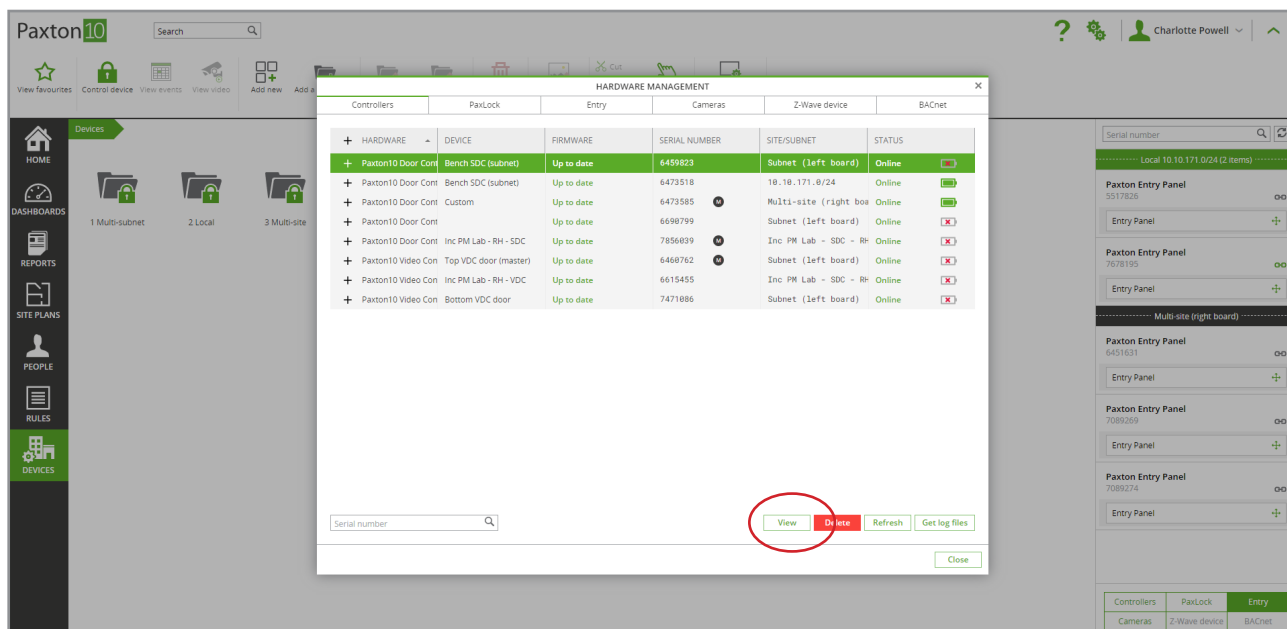 Paxton10
Search
Charlotte Powell
View favourites
Control device
View events
View video
Add new
Cut
HARDWARE MANAGEMENT
Controllers
PaxLock
Entry
Cameras
Z-Wave device
BACnet
HARDWARE DEVICE FIRMWARE SERIAL NUMBER SITE/SUBNET STATUS
Paxton10 Door Cont Bench SDC (subnet) Up to date 6459823 Subnet (left board) Online
Paxton10 Door Cont Bench SDC (subnet) Up to date 6473518 10.10.171.0/24 Online
Paxton10 Door Cont Custom Up to date 6473585 M Multi-site (right boa Online
Paxton10 Door Cont Up to date 6690799 Subnet (left board) Online
Paxton10 Door Cont Inc PM Lab - RH - SDC Up to date 7856039 M Inc PM Lab - SDC - RH Online
Paxton10 Video Con Top VDC door (master) Up to date 6460762 M Subnet (left board) Online
Paxton10 Video Con Inc PM Lab - RH - VDC Up to date 6615455 Inc PM Lab - SDC - RH Online
Paxton10 Video Con Bottom VDC door Up to date 7471086 Subnet (left board) Online
Serial number
View
Delete
Refresh
Get log files
Close
HOME
DASHBOARDS
REPORTS
SITE PLANS
PEOPLE
RULES
DEVICES
Devices
1 Multi-subnet
2 Local
3 Multi-site
Serial number
Local 10.10.171.0/24 (2 items)
Paxton Entry Panel
5517826
Entry Panel
Paxton Entry Panel
7678195
Entry Panel
Multi-site (right board)
Paxton Entry Panel
6451631
Entry Panel
Paxton Entry Panel
7089269
Entry Panel
Paxton Entry Panel
7089274
Entry Panel
Controllers
PaxLock
Entry
Cameras
Z-Wave device
BACnet